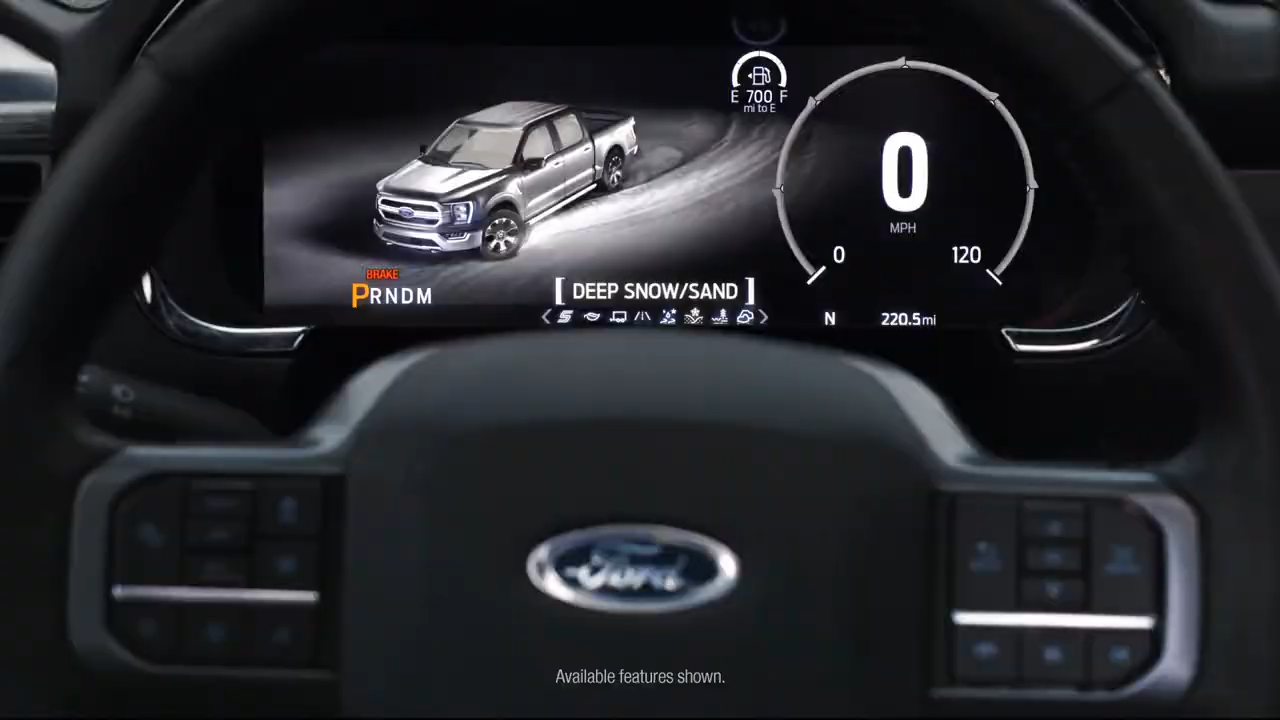 E 700 F
mi to E
0
MPH
0 120
BRAKE
PRNDM
[ DEEP SNOW/SAND ]
N 220.5mi
Ford
Available features shown.